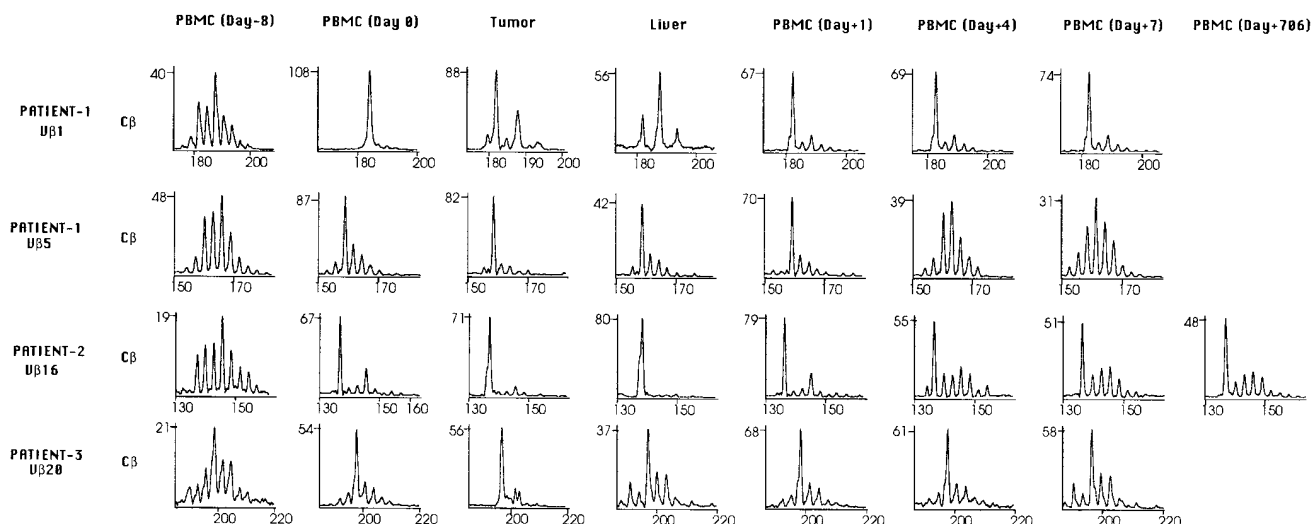 PBMC (Day-8) PBMC (Day 0) Tumor Liver PBMC (Day+1) PBMC (Day+4) PBMC (Day+7) PBMC (Day+706)
40 108 88 56 67 69 74
PATIENT-1
Vβ1 Cβ
180 200 180 200 180 190 200 180 200 180 200 180 200 180 200
48 87 82 42 70 39 31
PATIENT-1
Vβ5 Cβ
150 170 150 170 150 170 150 170 150 170 150 170 150 170
19 67 71 80 79 55 51 48
PATIENT-2
Vβ16 Cβ
130 150 130 150 160 130 150 130 150 130 150 130 150 130 150 130 150
21 54 56 37 68 61 58
PATIENT-3
Vβ20 Cβ
200 220 200 220 200 220 200 220 200 220 200 220 200 220